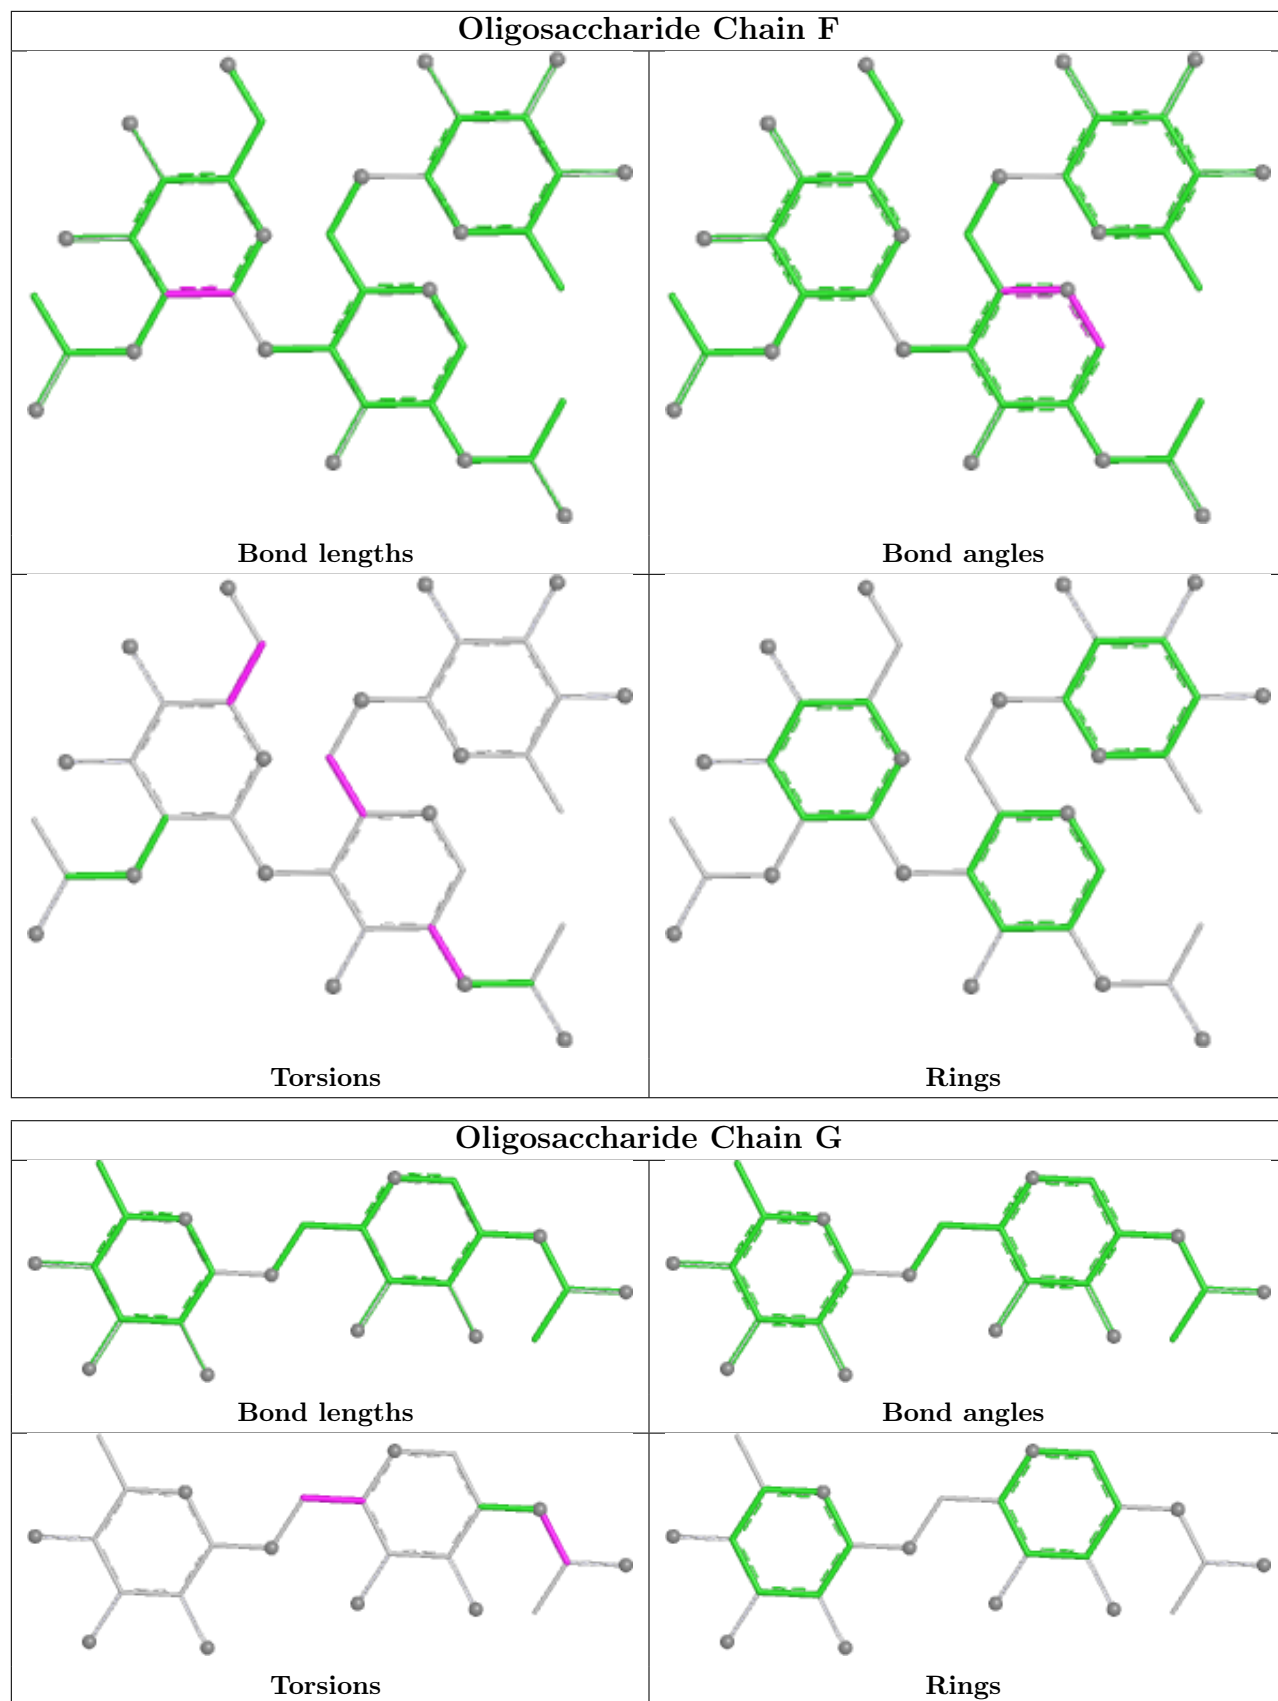 Oligosaccharide Chain F
Bond lengths
Bond angles
Torsions
Rings
Oligosaccharide Chain G
Bond lengths
Bond angles
Torsions
Rings